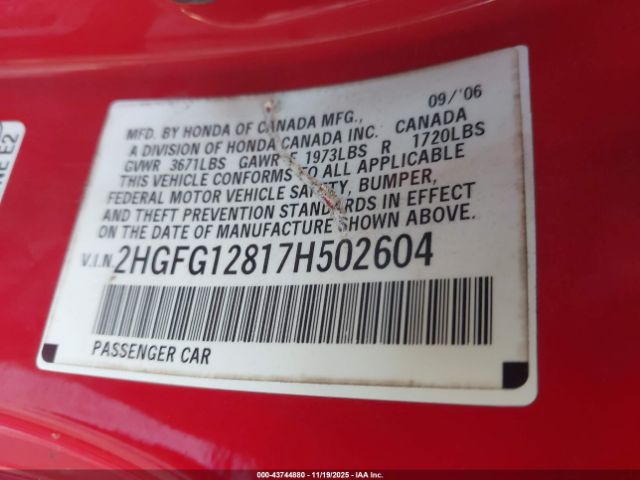 09/'06
MFD. BY HONDA OF CANADA MFG.,
A DIVISION OF HONDA CANADA INC. CANADA
GVWR 3671LBS GAWR F 1973LBS R 1720LBS
THIS VEHICLE CONFORMS TO ALL APPLICABLE
FEDERAL MOTOR VEHICLE SAFETY, BUMPER,
AND THEFT PREVENTION STANDARDS IN EFFECT
ON THE DATE OF MANUFACTURE SHOWN ABOVE.
V.I.N. 2HGFG12817H502604
PASSENGER CAR
E2
000-43744880 — 11/19/2025 — IAA Inc.